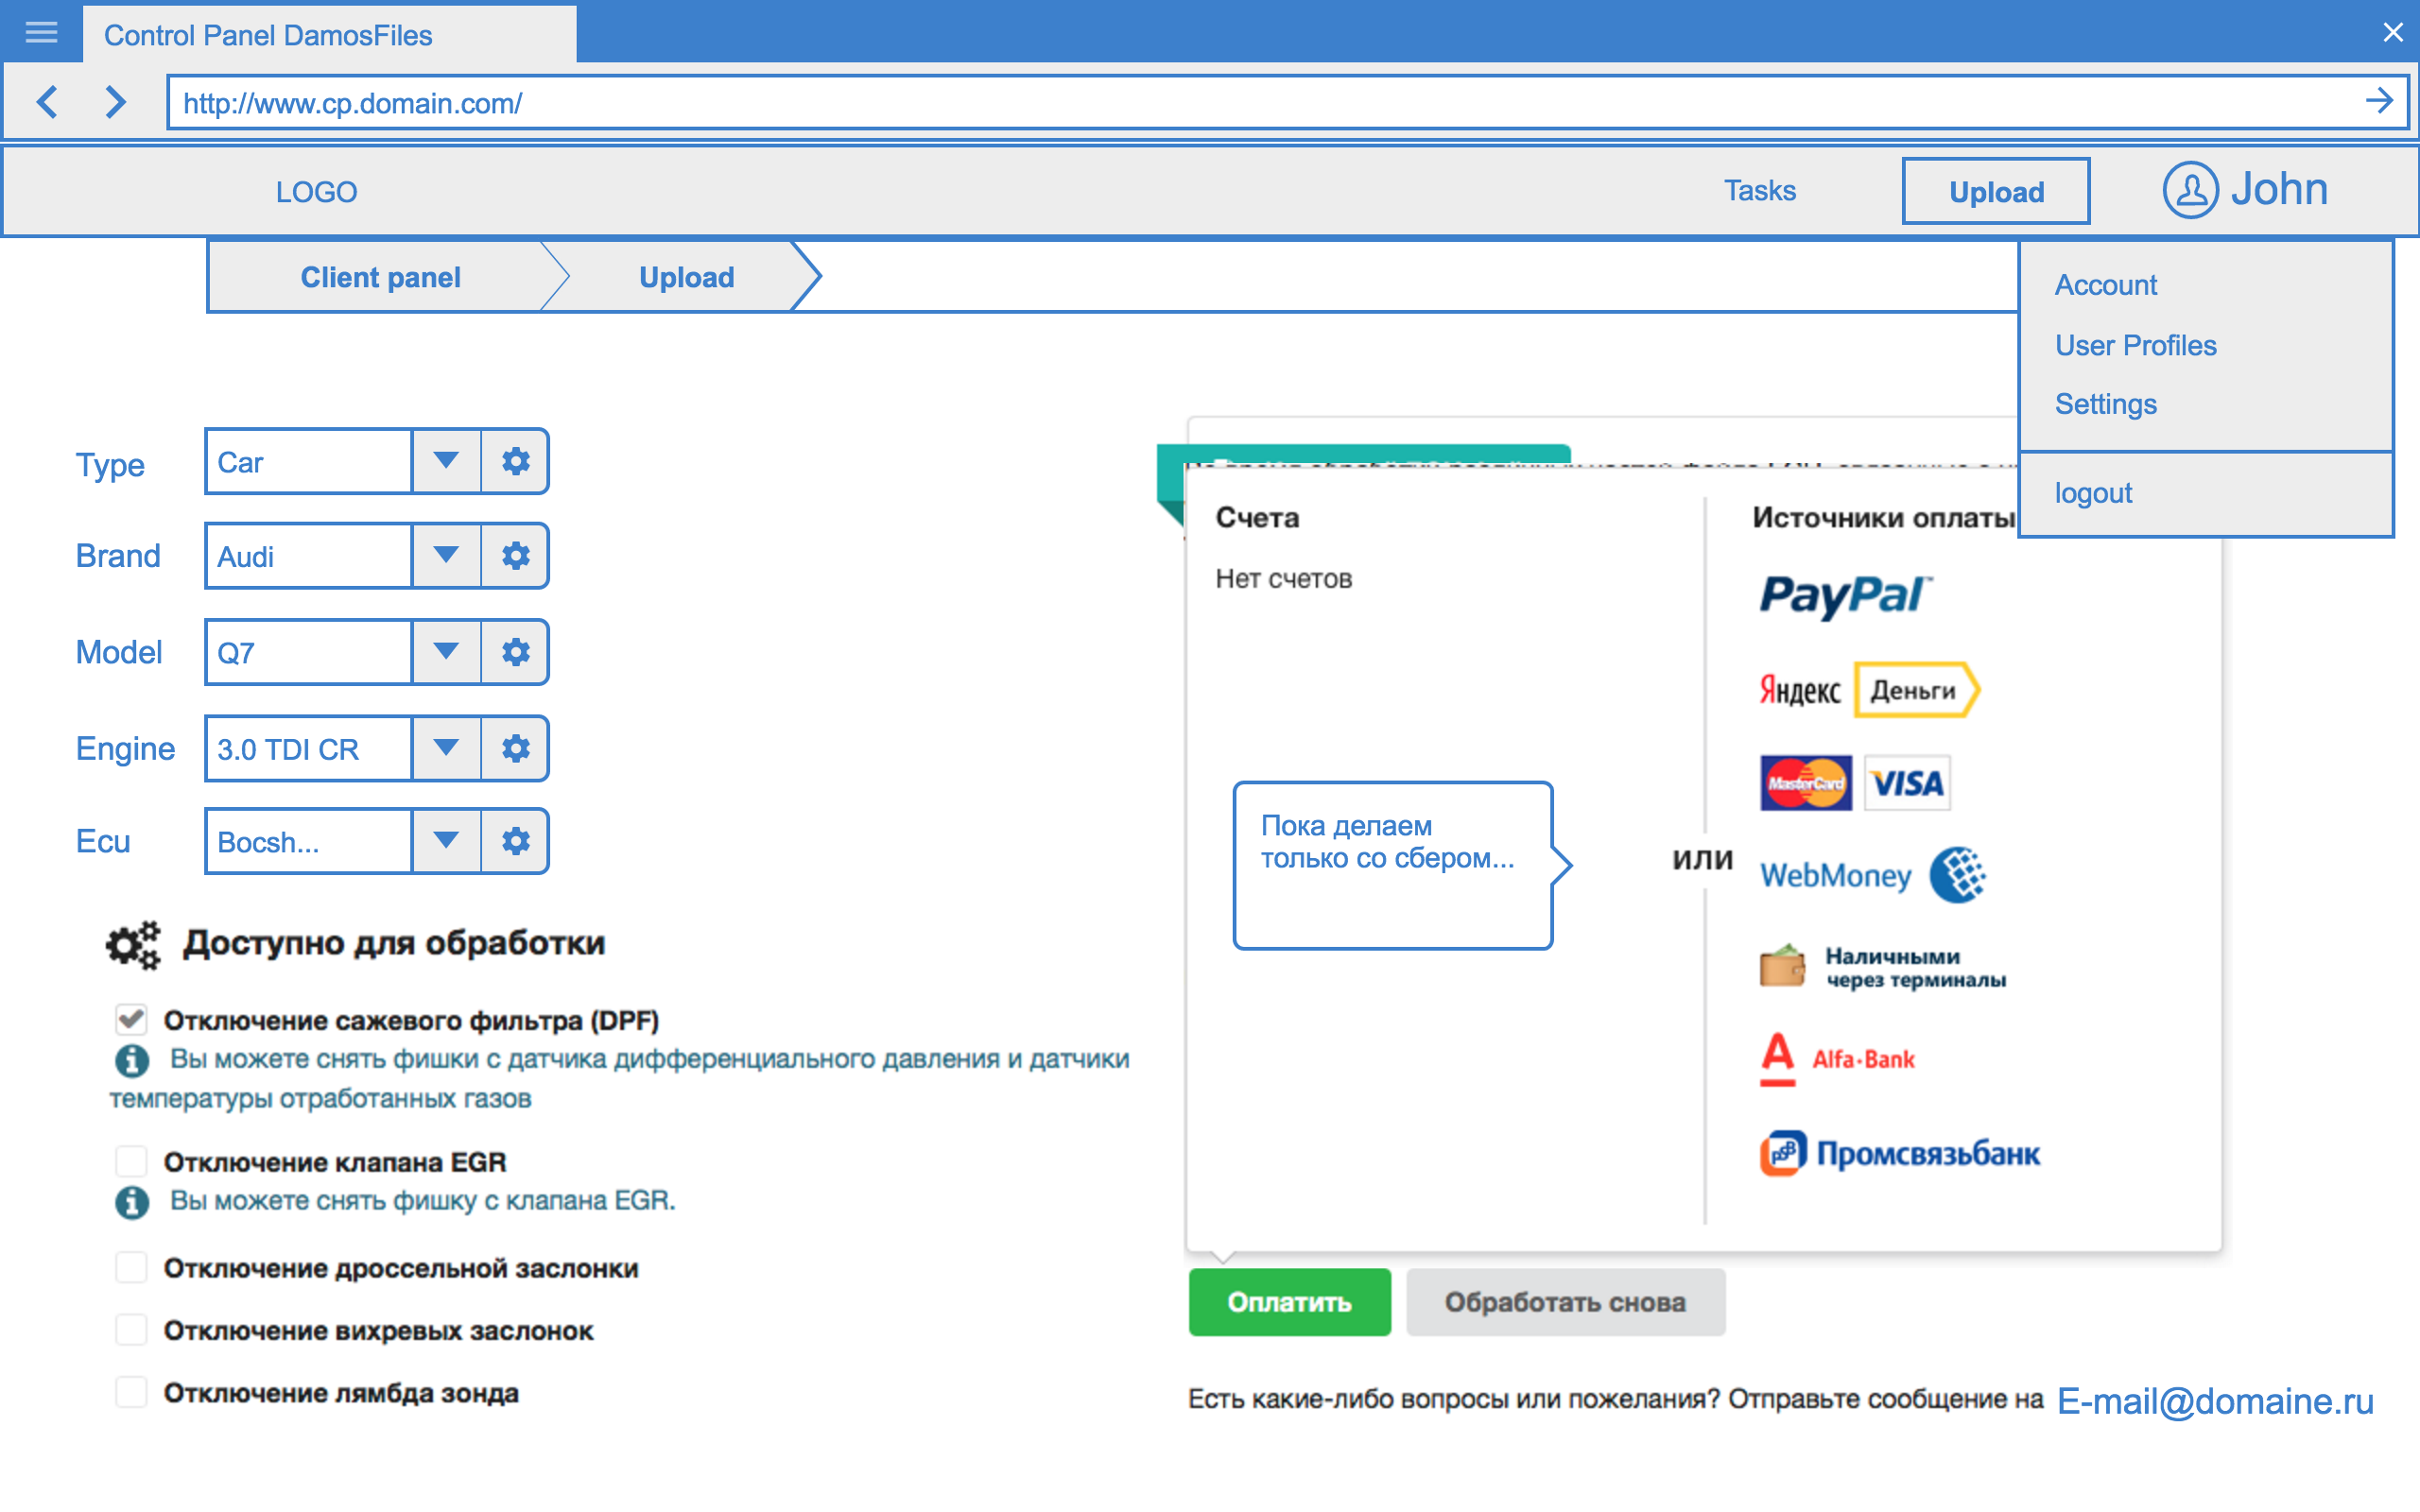 Control Panel DamosFiles
http://www.cp.domain.com/
LOGO
Tasks
Upload
John
Client panel
Upload
Account
User Profiles
Settings
logout
Type
Car
Brand
Audi
Model
Q7
Engine
3.0 TDI CR
Ecu
Bocsh...
Доступно для обработки
Отключение сажевого фильтра (DPF)
Вы можете снять фишки с датчика дифференциального давления и датчики
температуры отработанных газов
Отключение клапана EGR
Вы можете снять фишку с клапана EGR.
Отключение дроссельной заслонки
Отключение вихревых заслонок
Отключение лямбда зонда
Счета
Нет счетов
Пока делаем
только со сбером...
или
Источники оплаты
PayPal™
Яндекс Деньги
MasterCard VISA
WebMoney
Наличными
через терминалы
Alfa·Bank
PSB Промсвязьбанк
Оплатить
Обработать снова
Есть какие-либо вопросы или пожелания? Отправьте сообщение на E-mail@domaine.ru